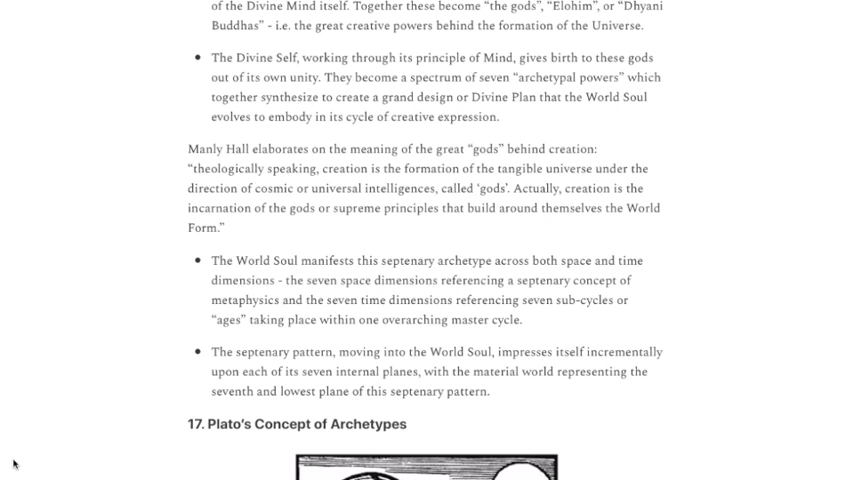 of the Divine Mind itself. Together these become “the gods”, “Elohim”, or “Dhyani
Buddhas” - i.e. the great creative powers behind the formation of the Universe.
• The Divine Self, working through its principle of Mind, gives birth to these gods
out of its own unity. They become a spectrum of seven “archetypal powers” which
together synthesize to create a grand design or Divine Plan that the World Soul
evolves to embody in its cycle of creative expression.
Manly Hall elaborates on the meaning of the great “gods” behind creation:
“theologically speaking, creation is the formation of the tangible universe under the
direction of cosmic or universal intelligences, called ‘gods’. Actually, creation is the
incarnation of the gods or supreme principles that build around themselves the World
Form.”
• The World Soul manifests this septenary archetype across both space and time
dimensions - the seven space dimensions referencing a septenary concept of
metaphysics and the seven time dimensions referencing seven sub-cycles or
“ages” taking place within one overarching master cycle.
• The septenary pattern, moving into the World Soul, impresses itself incrementally
upon each of its seven internal planes, with the material world representing the
seventh and lowest plane of this septenary pattern.
17. Plato’s Concept of Archetypes